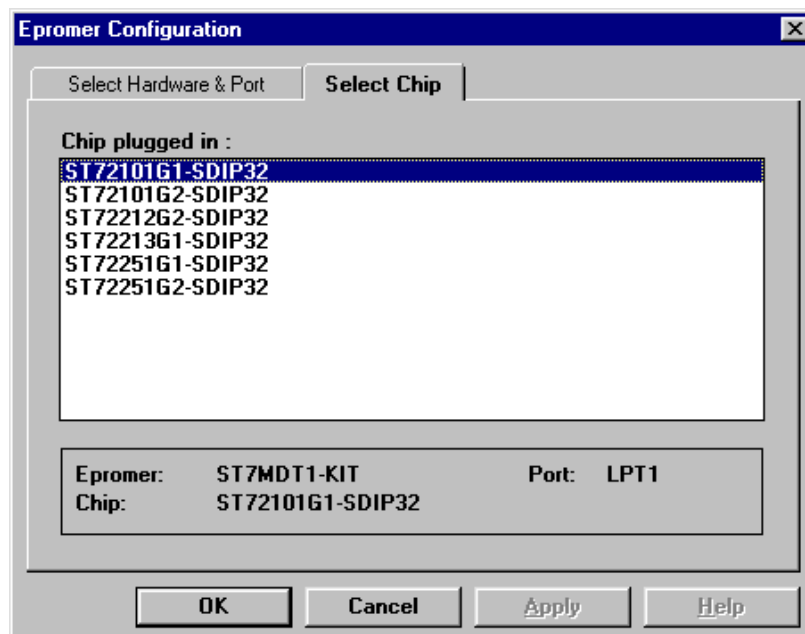 Epromer Configuration
Select Hardware & Port
Select Chip
Chip plugged in :
ST72101G1-SDIP32
ST72101G2-SDIP32
ST72212G2-SDIP32
ST72213G1-SDIP32
ST72251G1-SDIP32
ST72251G2-SDIP32
Epromer: ST7MDT1-KIT Port: LPT1
Chip: ST72101G1-SDIP32
OK Cancel Apply Help